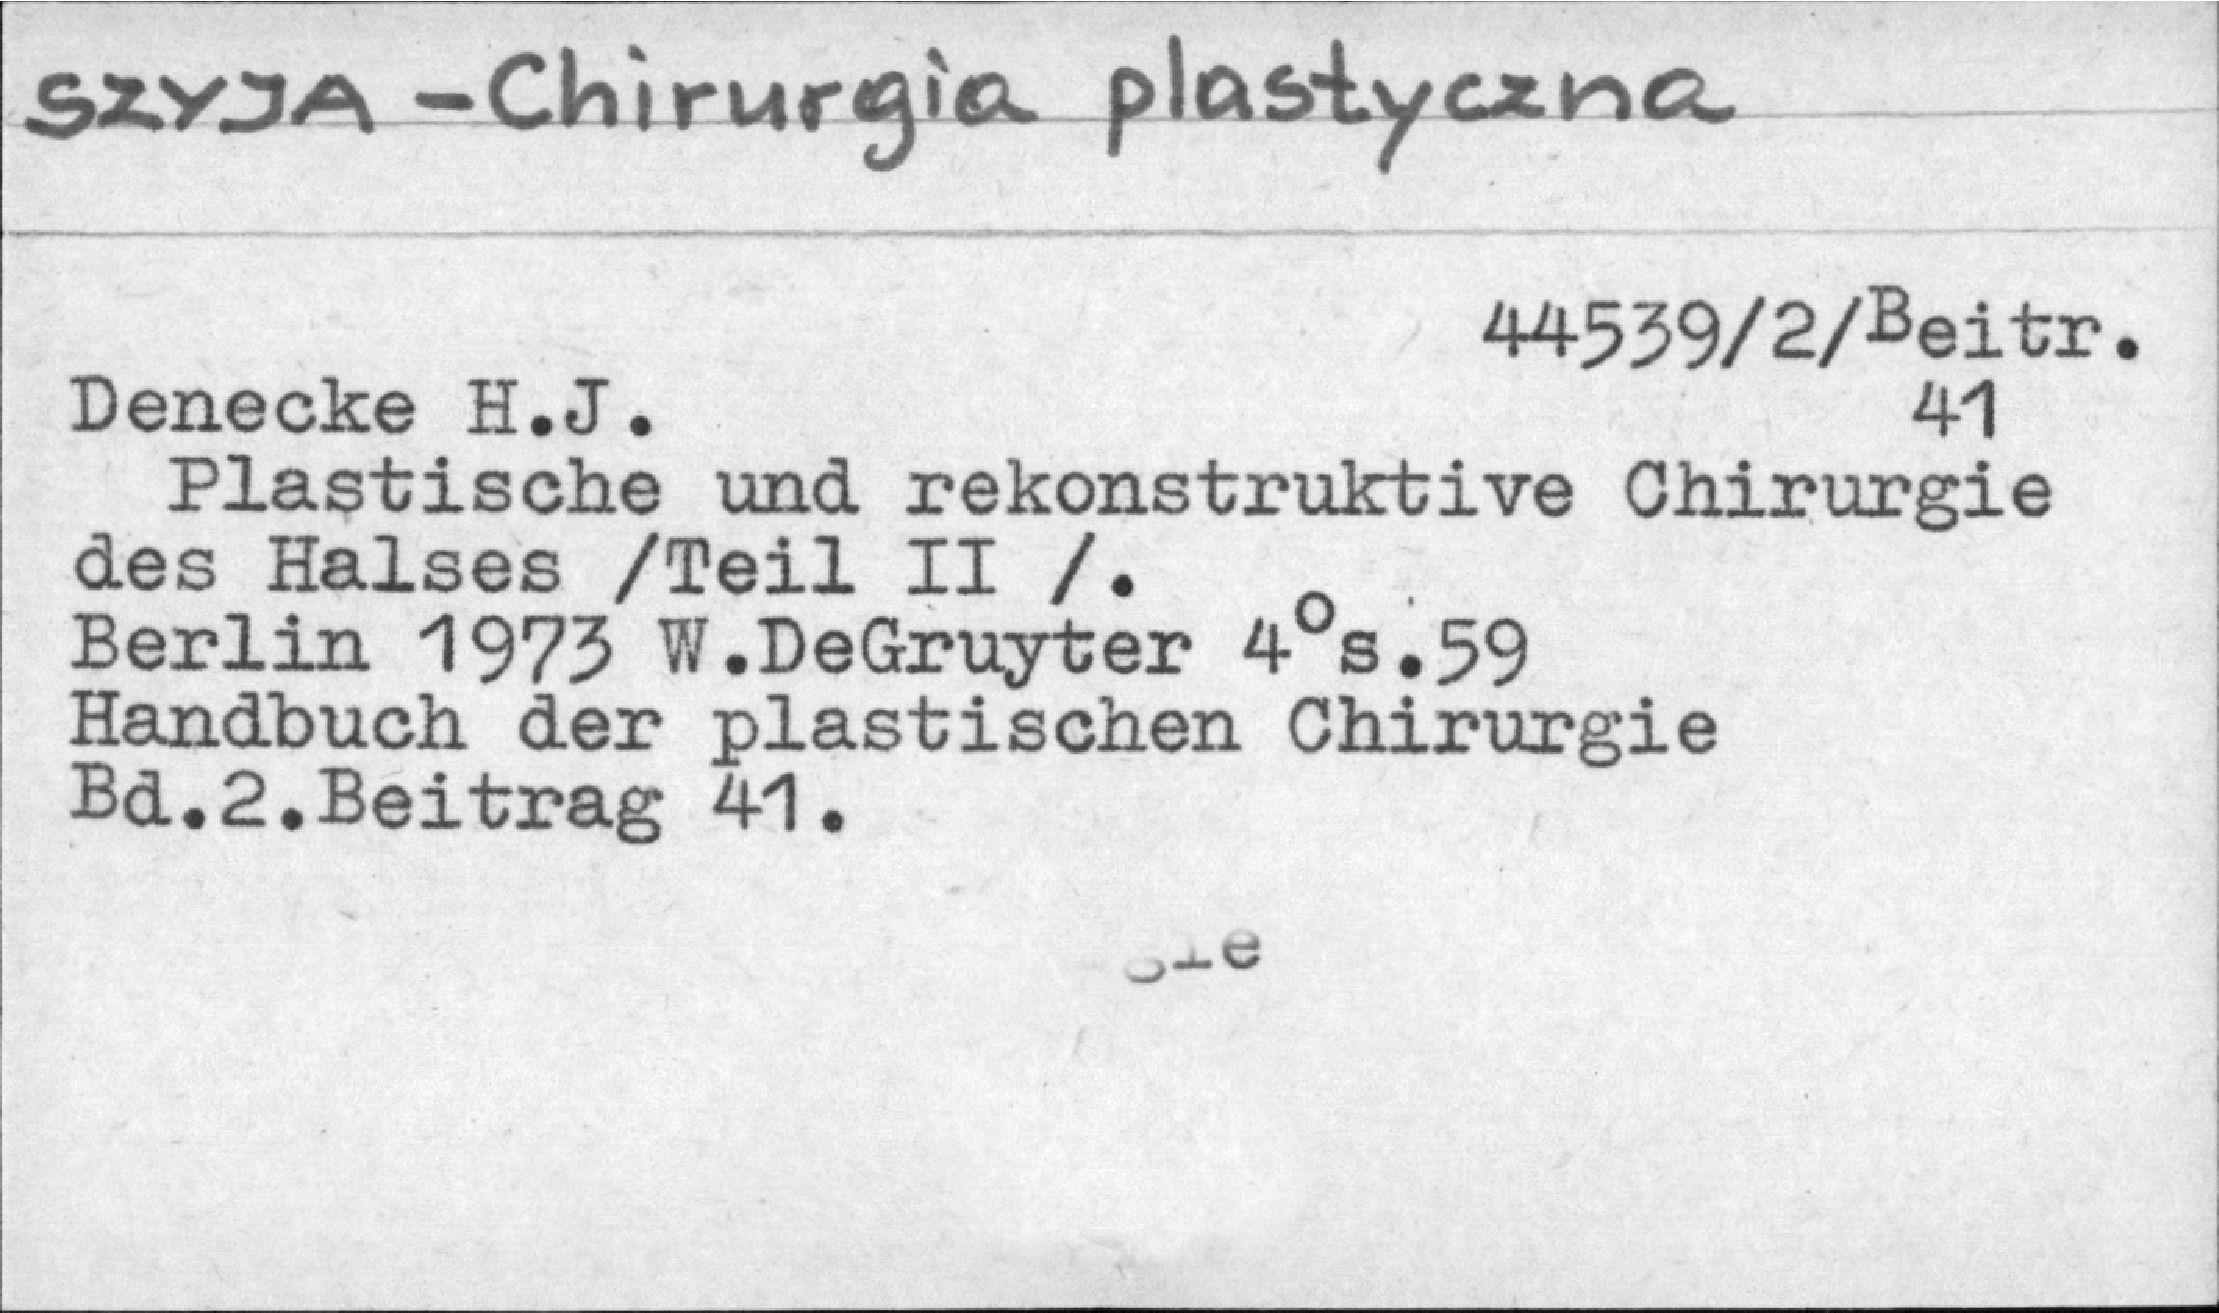 SZYJA - Chirurgia plastyczna
44539/2/Beitr.
41
Denecke H.J.
Plastische und rekonstruktive Chirurgie
des Halses /Teil II /.
Berlin 1973 W.DeGruyter 4°s.59
Handbuch der plastischen Chirurgie
Bd.2.Beitrag 41.
gie